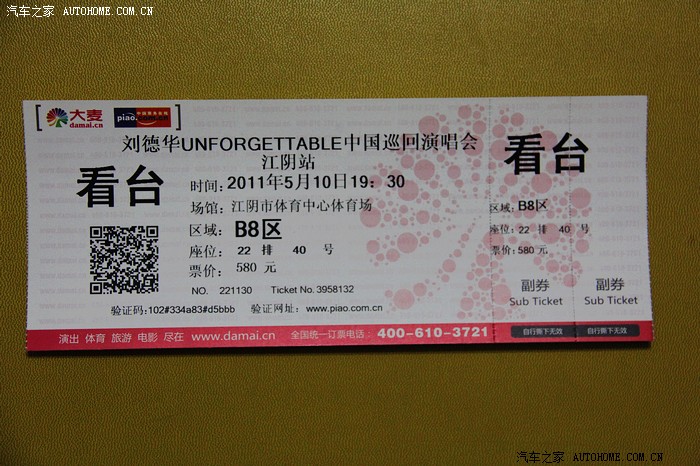 汽车之家 AUTOHOME.COM.CN
大麦
damai.cn
piao.
刘德华UNFORGETTABLE中国巡回演唱会
江阴站
看台
时间:2011年5月10日19:30
场馆:江阴市体育中心体育场
区域:B8区
座位:22 排 40 号
票价:580 元
NO. 221130 Ticket No.3958132
验证码:102#334a83#d5bbb 验证网址:www.piao.com.cn
演出 体育 旅游 电影 尽在 www.damai.cn 全国统一订票电话:400-610-3721
看台
区域:B8区
座位:22 排 40 号
票价:580元
副券
Sub Ticket
副券
Sub Ticket
自行撕下无效
自行撕下无效
汽车之家 AUTOHOME.COM.CN